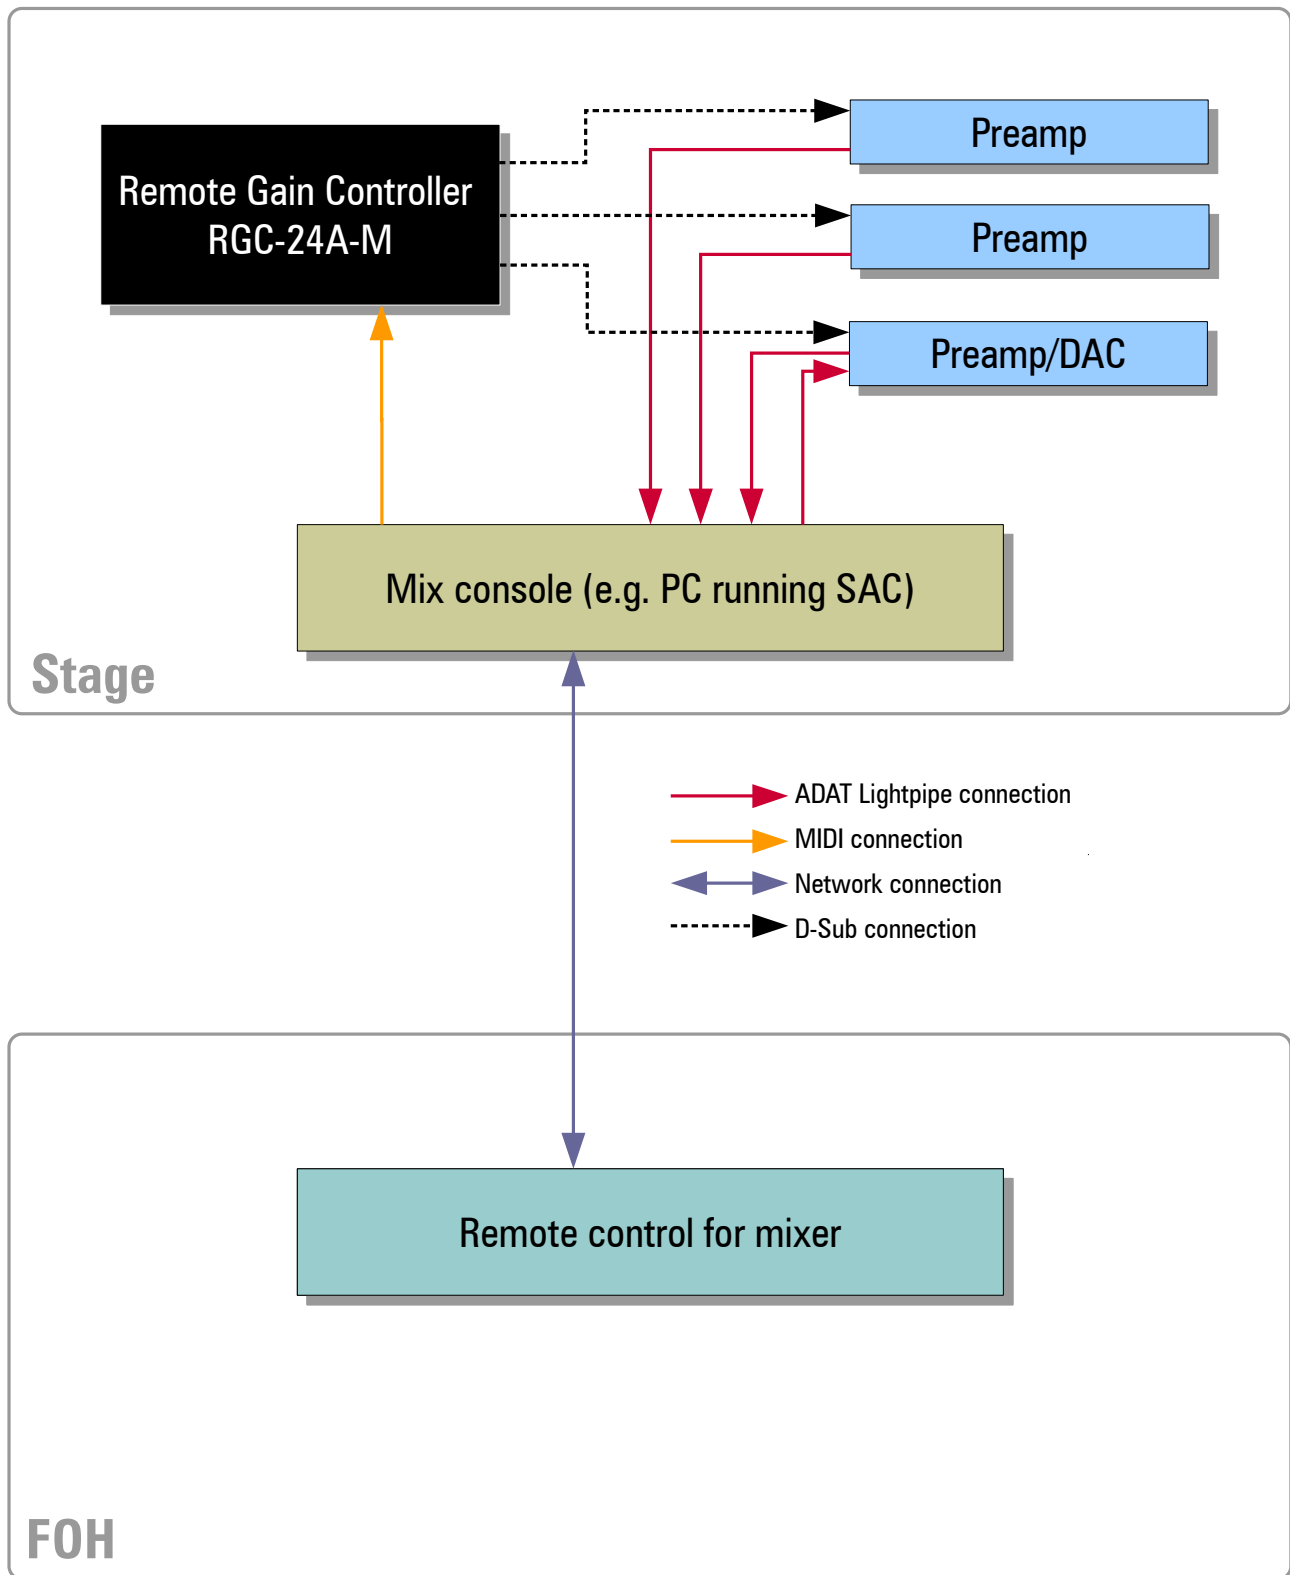 Remote Gain Controller
RGC-24A-M
Preamp
Preamp
Preamp/DAC
Mix console (e.g. PC running SAC)
Stage
ADAT Lightpipe connection
MIDI connection
Network connection
D-Sub connection
Remote control for mixer
FOH